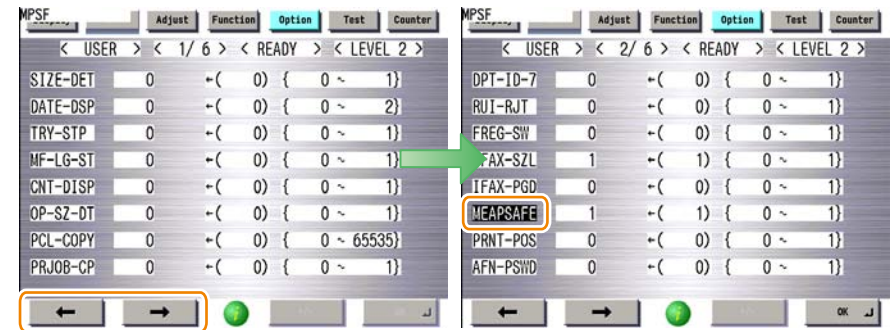 MPSF Adjust Function Option Test Counter
< USER > < 1/ 6 > < READY > < LEVEL 2 >
SIZE-DET 0 ←( 0) { 0 ~ 1}
DATE-DSP 0 ←( 0) { 0 ~ 2}
TRY-STP 0 ←( 0) { 0 ~ 1}
MF-LG-ST 0 ←( 0) { 0 ~ 1}
CNT-DISP 0 ←( 0) { 0 ~ 1}
OP-SZ-DT 0 ←( 0) { 0 ~ 1}
PCL-COPY 0 ←( 0) { 0 ~ 65535}
PRJOB-CP 0 ←( 0) { 0 ~ 1}
← → i +/-
MPSF Adjust Function Option Test Counter
< USER > < 2/ 6 > < READY > < LEVEL 2 >
DPT-ID-7 0 ←( 0) { 0 ~ 1}
RUI-RJT 0 ←( 0) { 0 ~ 1}
FREG-SW 0 ←( 0) { 0 ~ 1}
FAX-SZL 1 ←( 1) { 0 ~ 1}
IFAX-PGD 0 ←( 0) { 0 ~ 1}
MEAPSAFE 1 ←( 1) { 0 ~ 1}
PRNT-POS 0 ←( 0) { 0 ~ 1}
AFN-PSWD 0 ←( 0) { 0 ~ 1}
← → i +/- OK